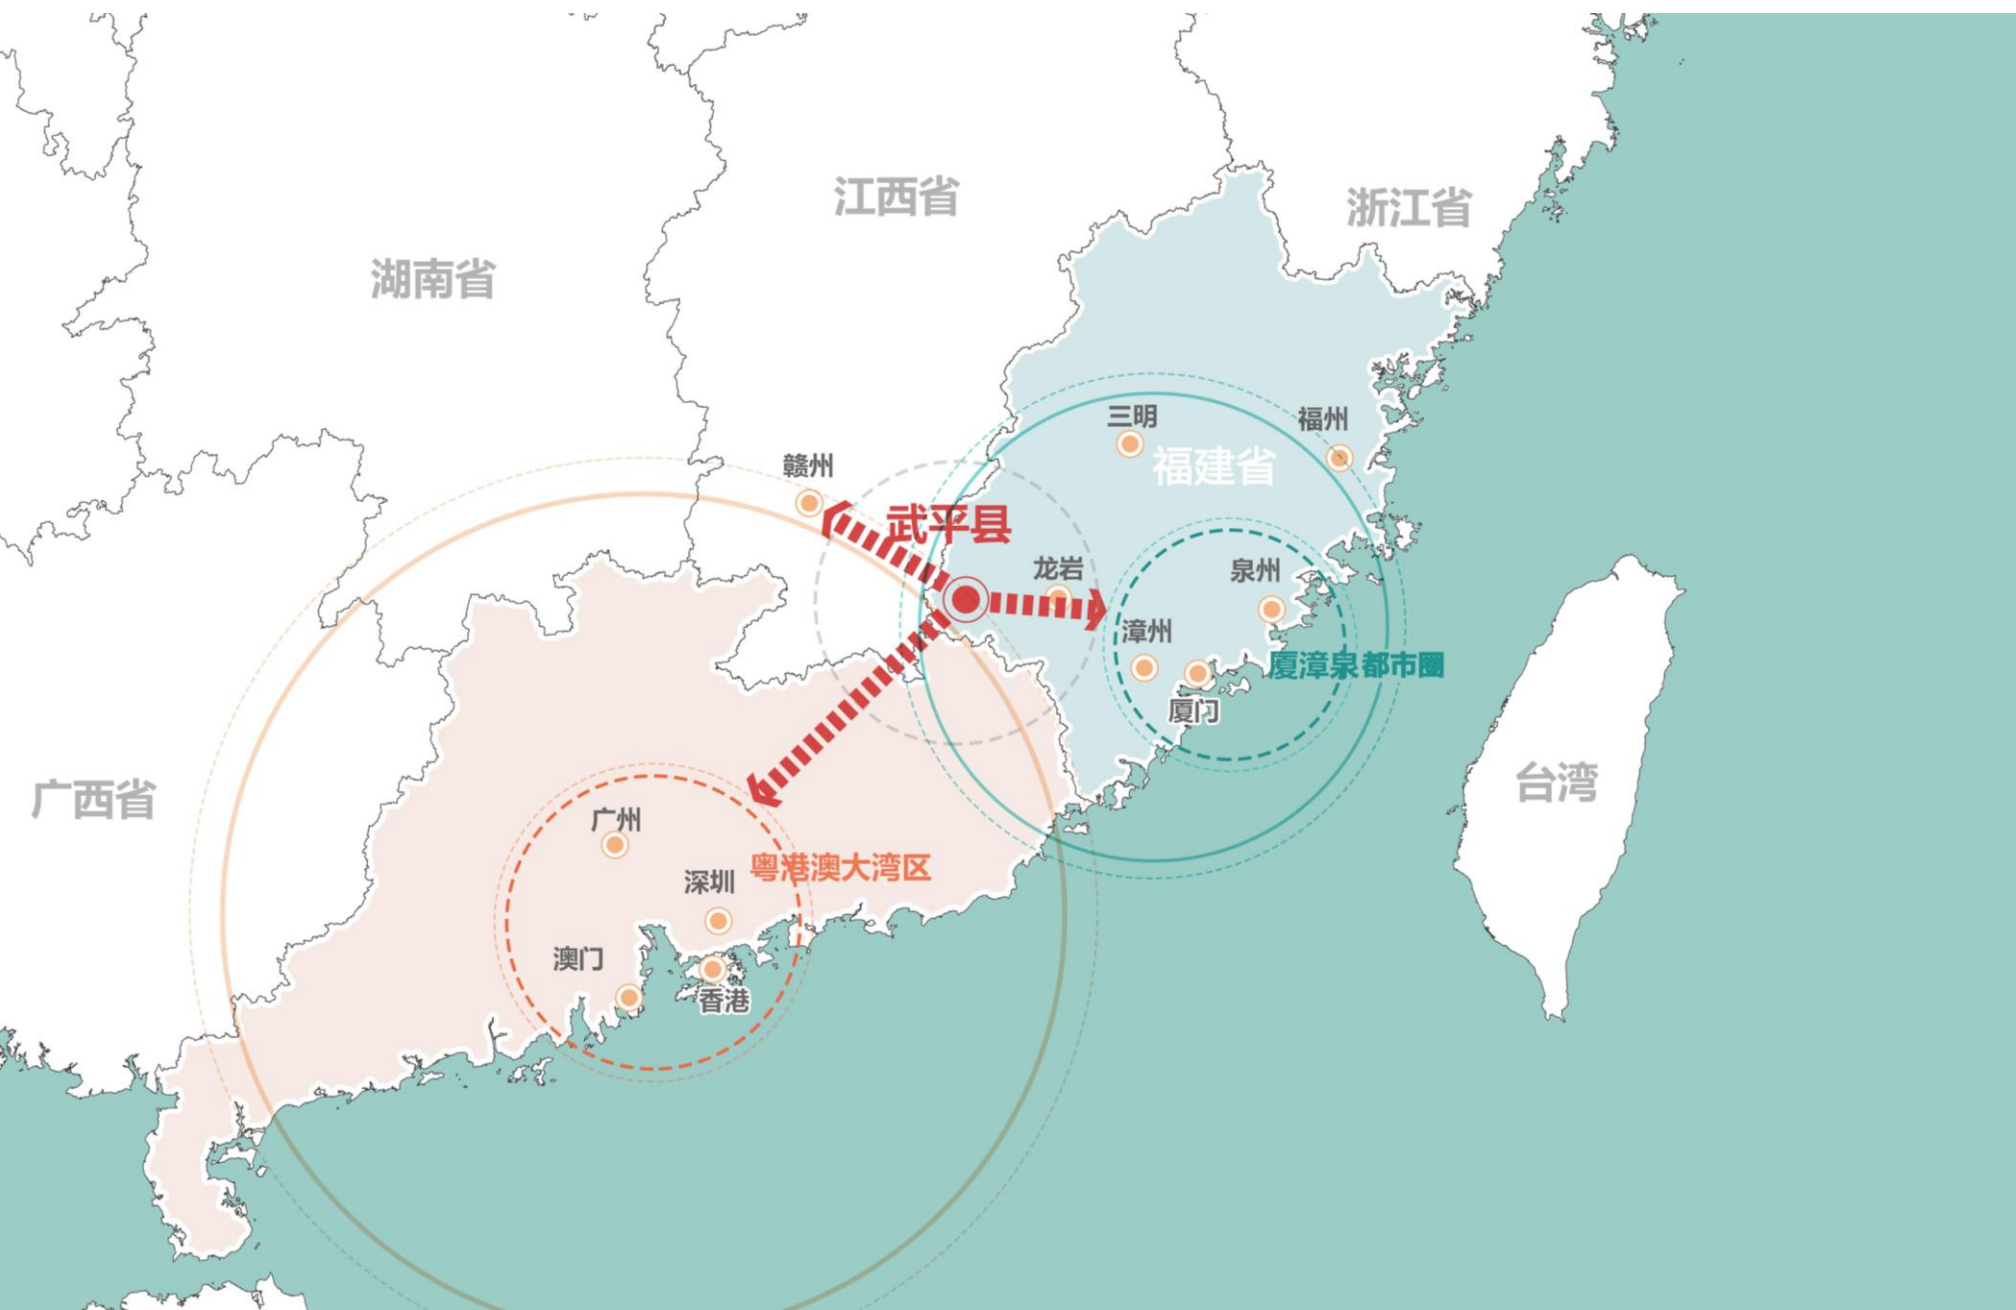 江西省
浙江省
湖南省
三明
福州
福建省
赣州
武平县
龙岩
泉州
漳州
厦漳泉都市圈
厦门
广西省
台湾
广州
粤港澳大湾区
深圳
澳门
香港